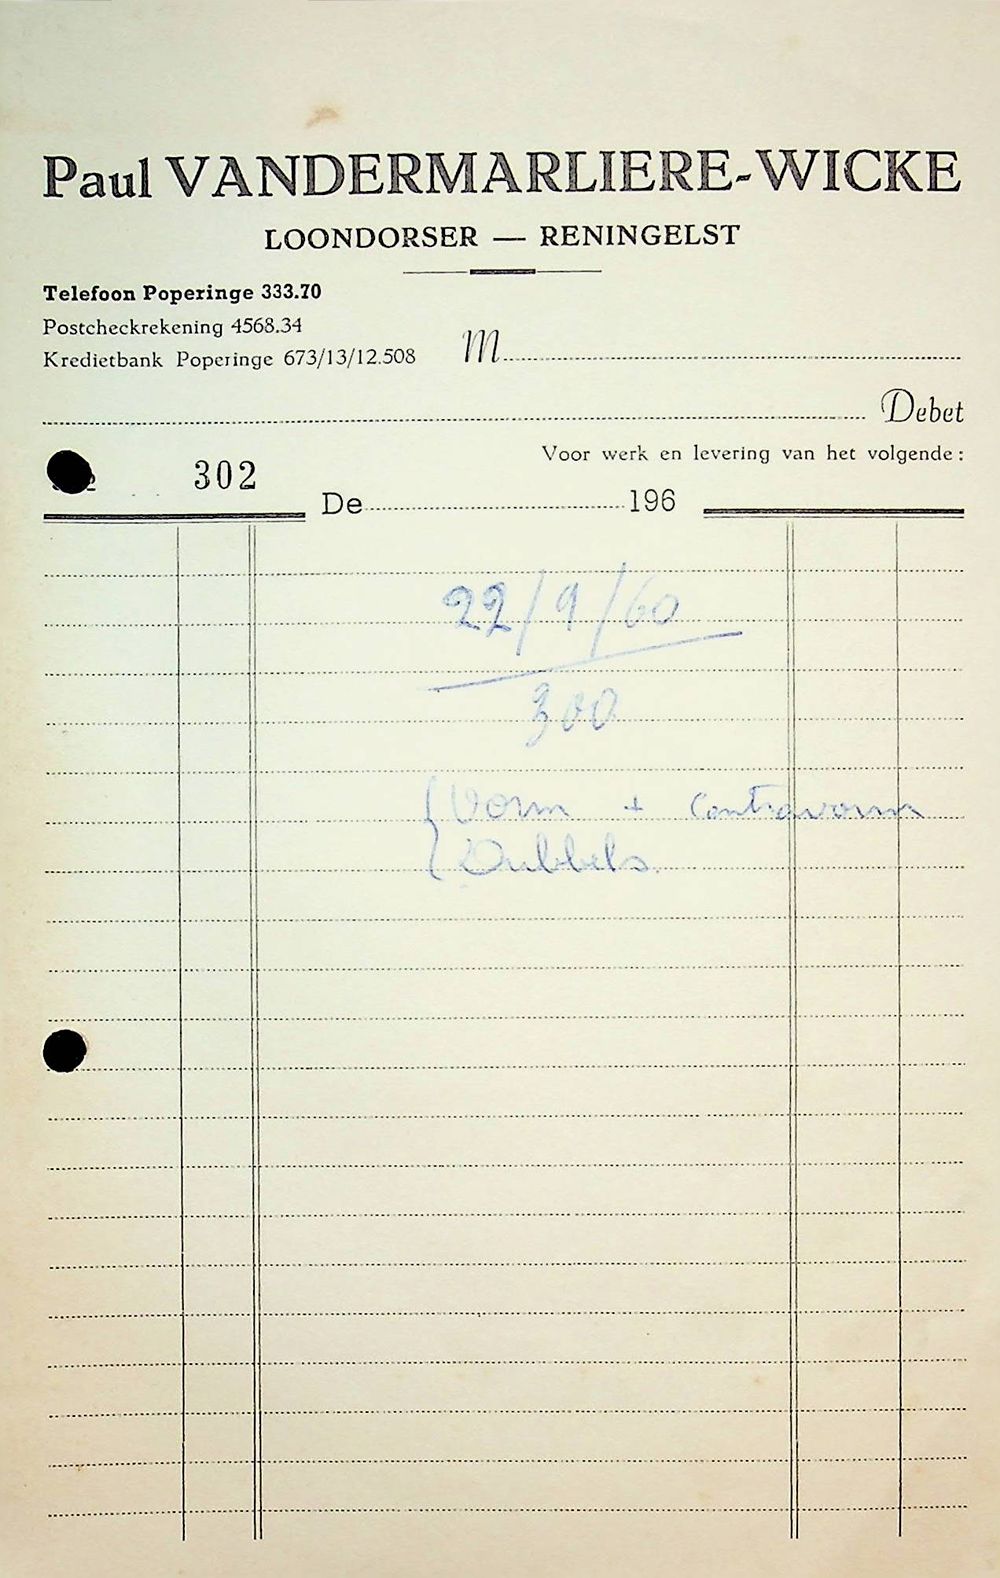 Paul VANDERMARLIERE-WICKE
LOONDORSER — RENINGELST
Telefoon Poperinge 333.70
Postcheckrekening 4568.34
Kredietbank Poperinge 673/13/12.508
M
Debet
Voor werk en levering van het volgende:
302
De 196
22/9/60
300
Vorm + Contravorm
Dubbels